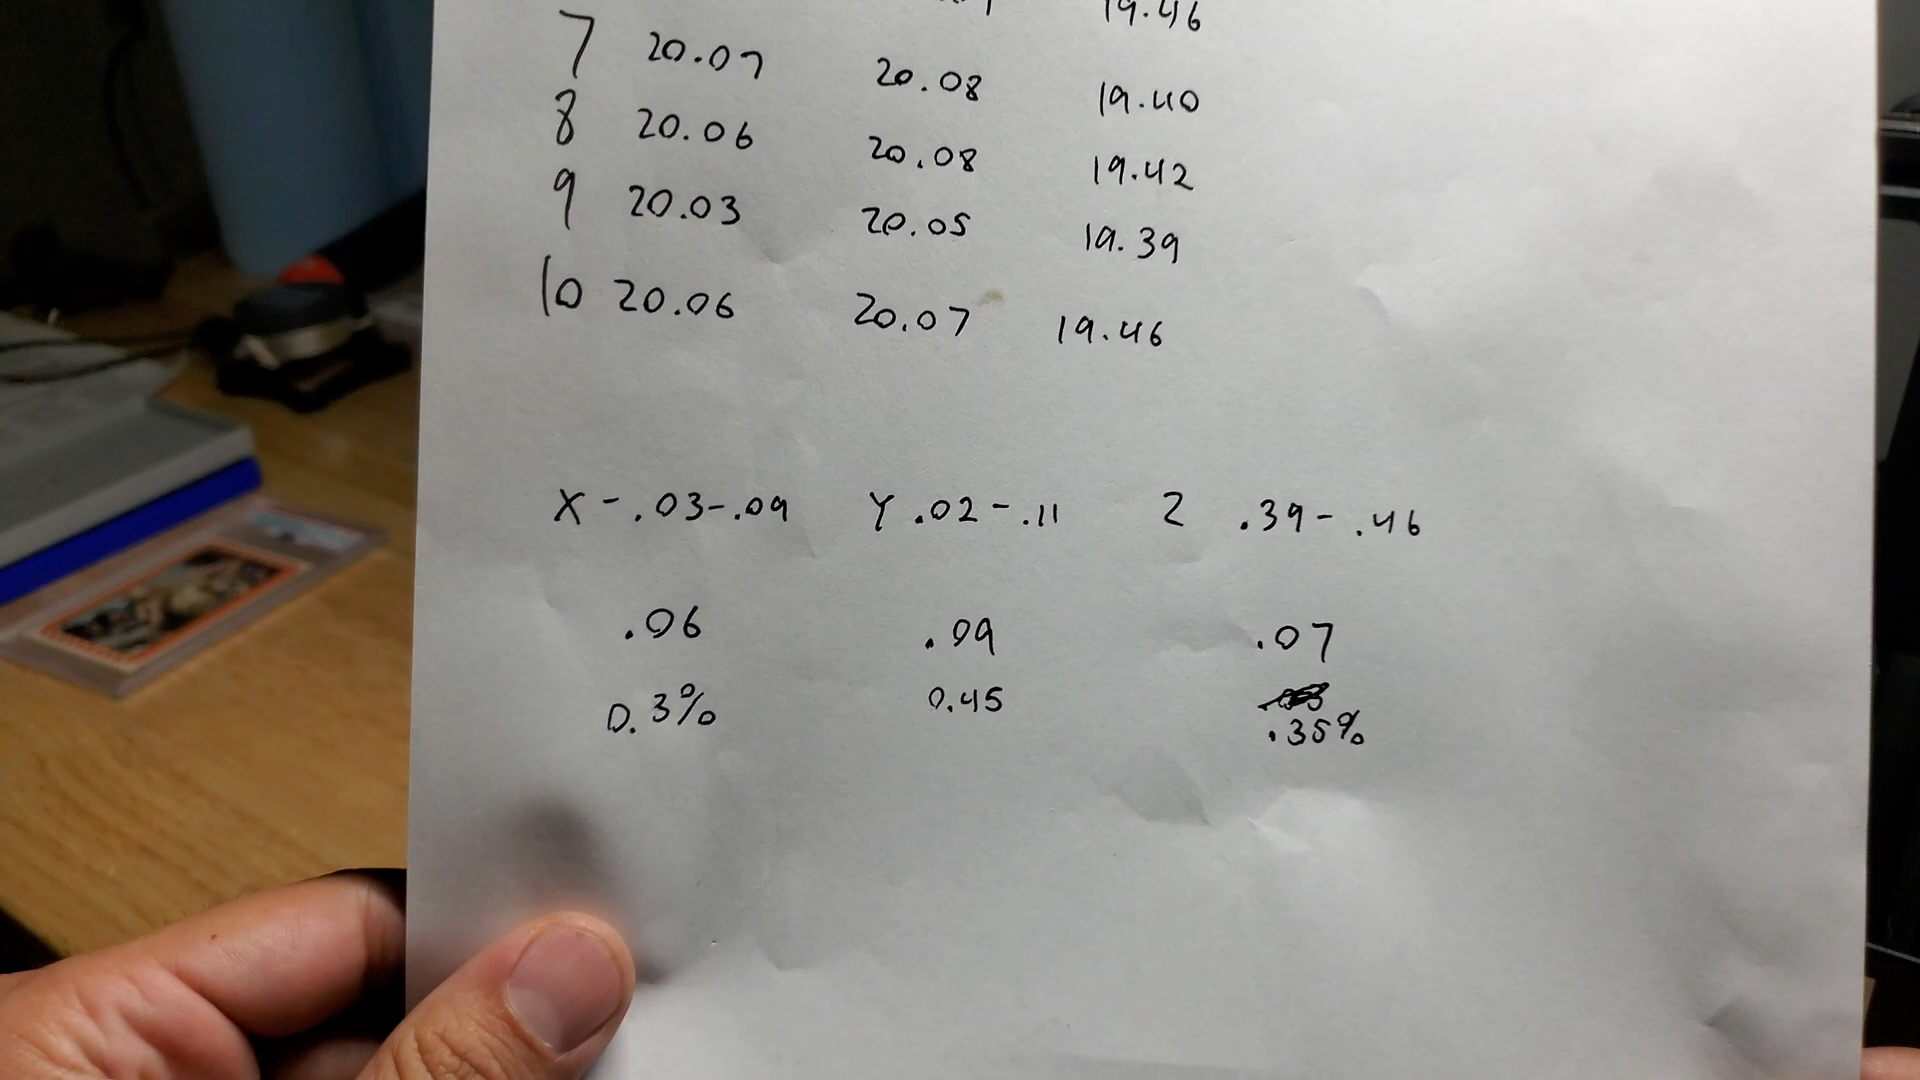 19.46
7 20.07 20.08 19.40
8 20.06 20.08 19.42
9 20.03 20.05 19.39
10 20.06 20.07 19.46
X - .03-.09 Y .02 - .11 Z .39 - .46
.06 .09 .07
0.3% 0.45 .35%